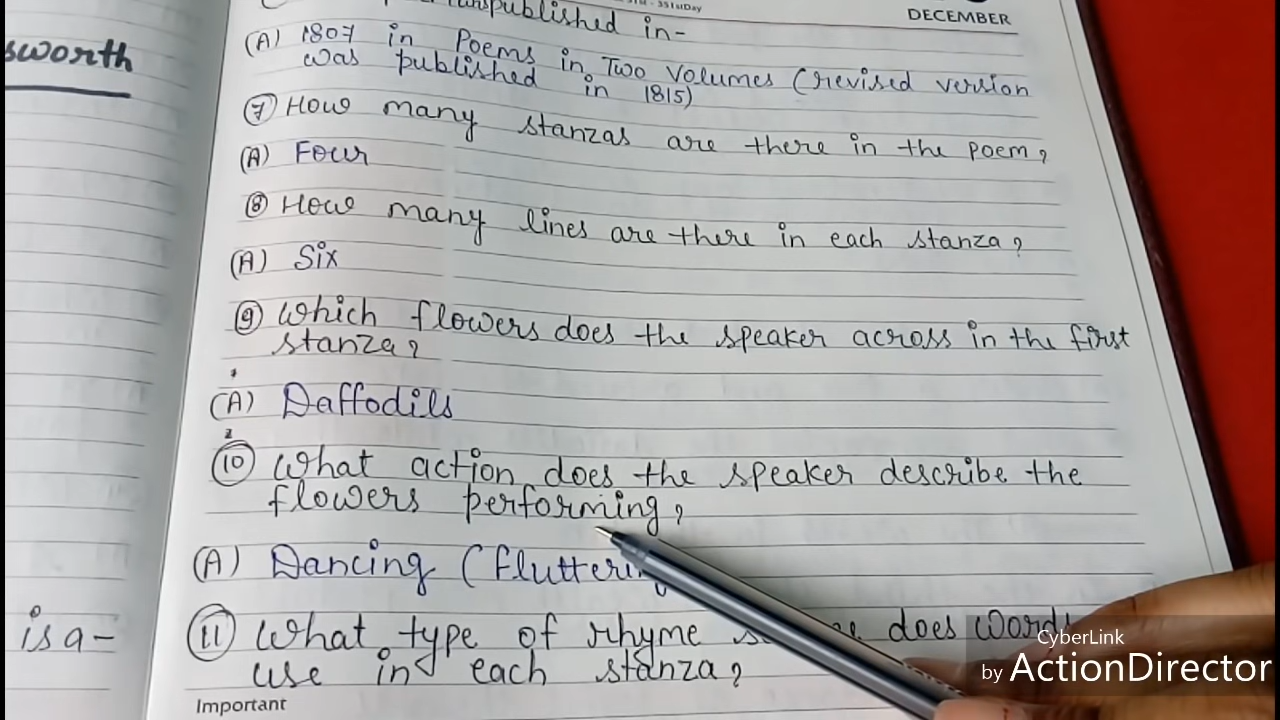 published in-
DECEMBER
sworth
(A) 1807 in Poems in Two Volumes (revised version
was published in 1815)
(7) How many stanzas are there in the poem?
(A) Four
(8) How many lines are there in each stanza?
(A) Six
(9) Which flowers does the speaker across in the first
stanza?
(A) Daffodils
(10) What action does the speaker describe the
flowers performing?
(A) Dancing (fluttering
is a-
(11) What type of rhyme does
use in each stanza?
Important
CyberLink
by ActionDirector